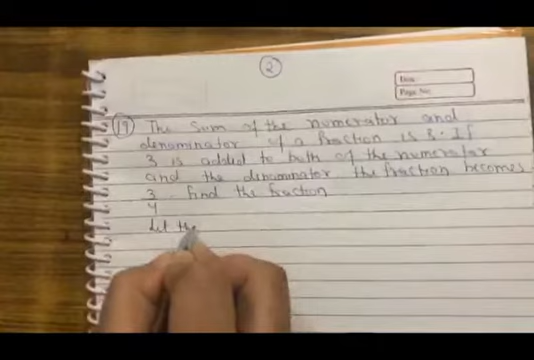 2
Date:
Page No:
19 The Sum of the numerator and
denominator of a fraction is 8. If
3 is added to both of the numerator
and the denominator the fraction becomes
3/4. find the fraction
Let the